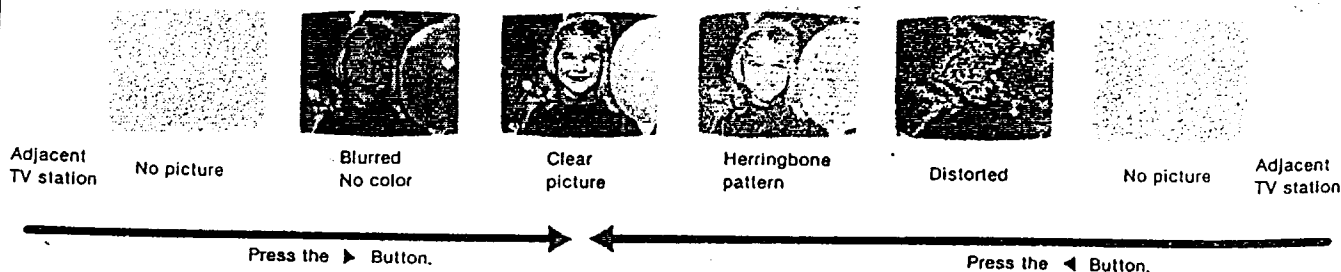 Adjacent
TV station
No picture
Blurred
No color
Clear
picture
Herringbone
pattern
Distorted
No picture
Adjacent
TV station
Press the ▶ Button.
Press the ◀ Button.